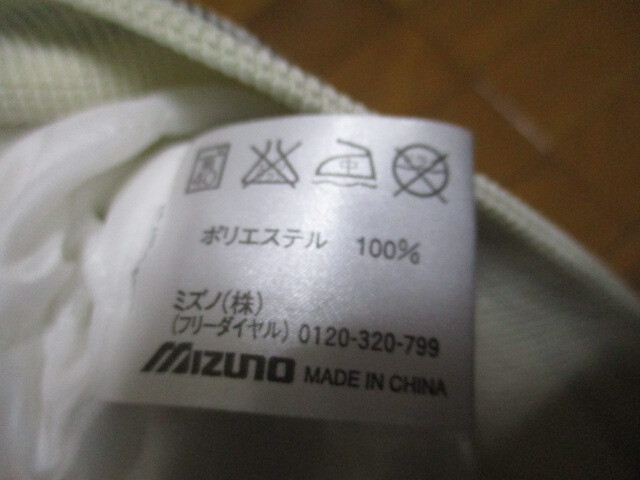 中
ポリエステル 100%
ミズノ(株)
(フリーダイヤル) 0120-320-799
MIZUNO MADE IN CHINA